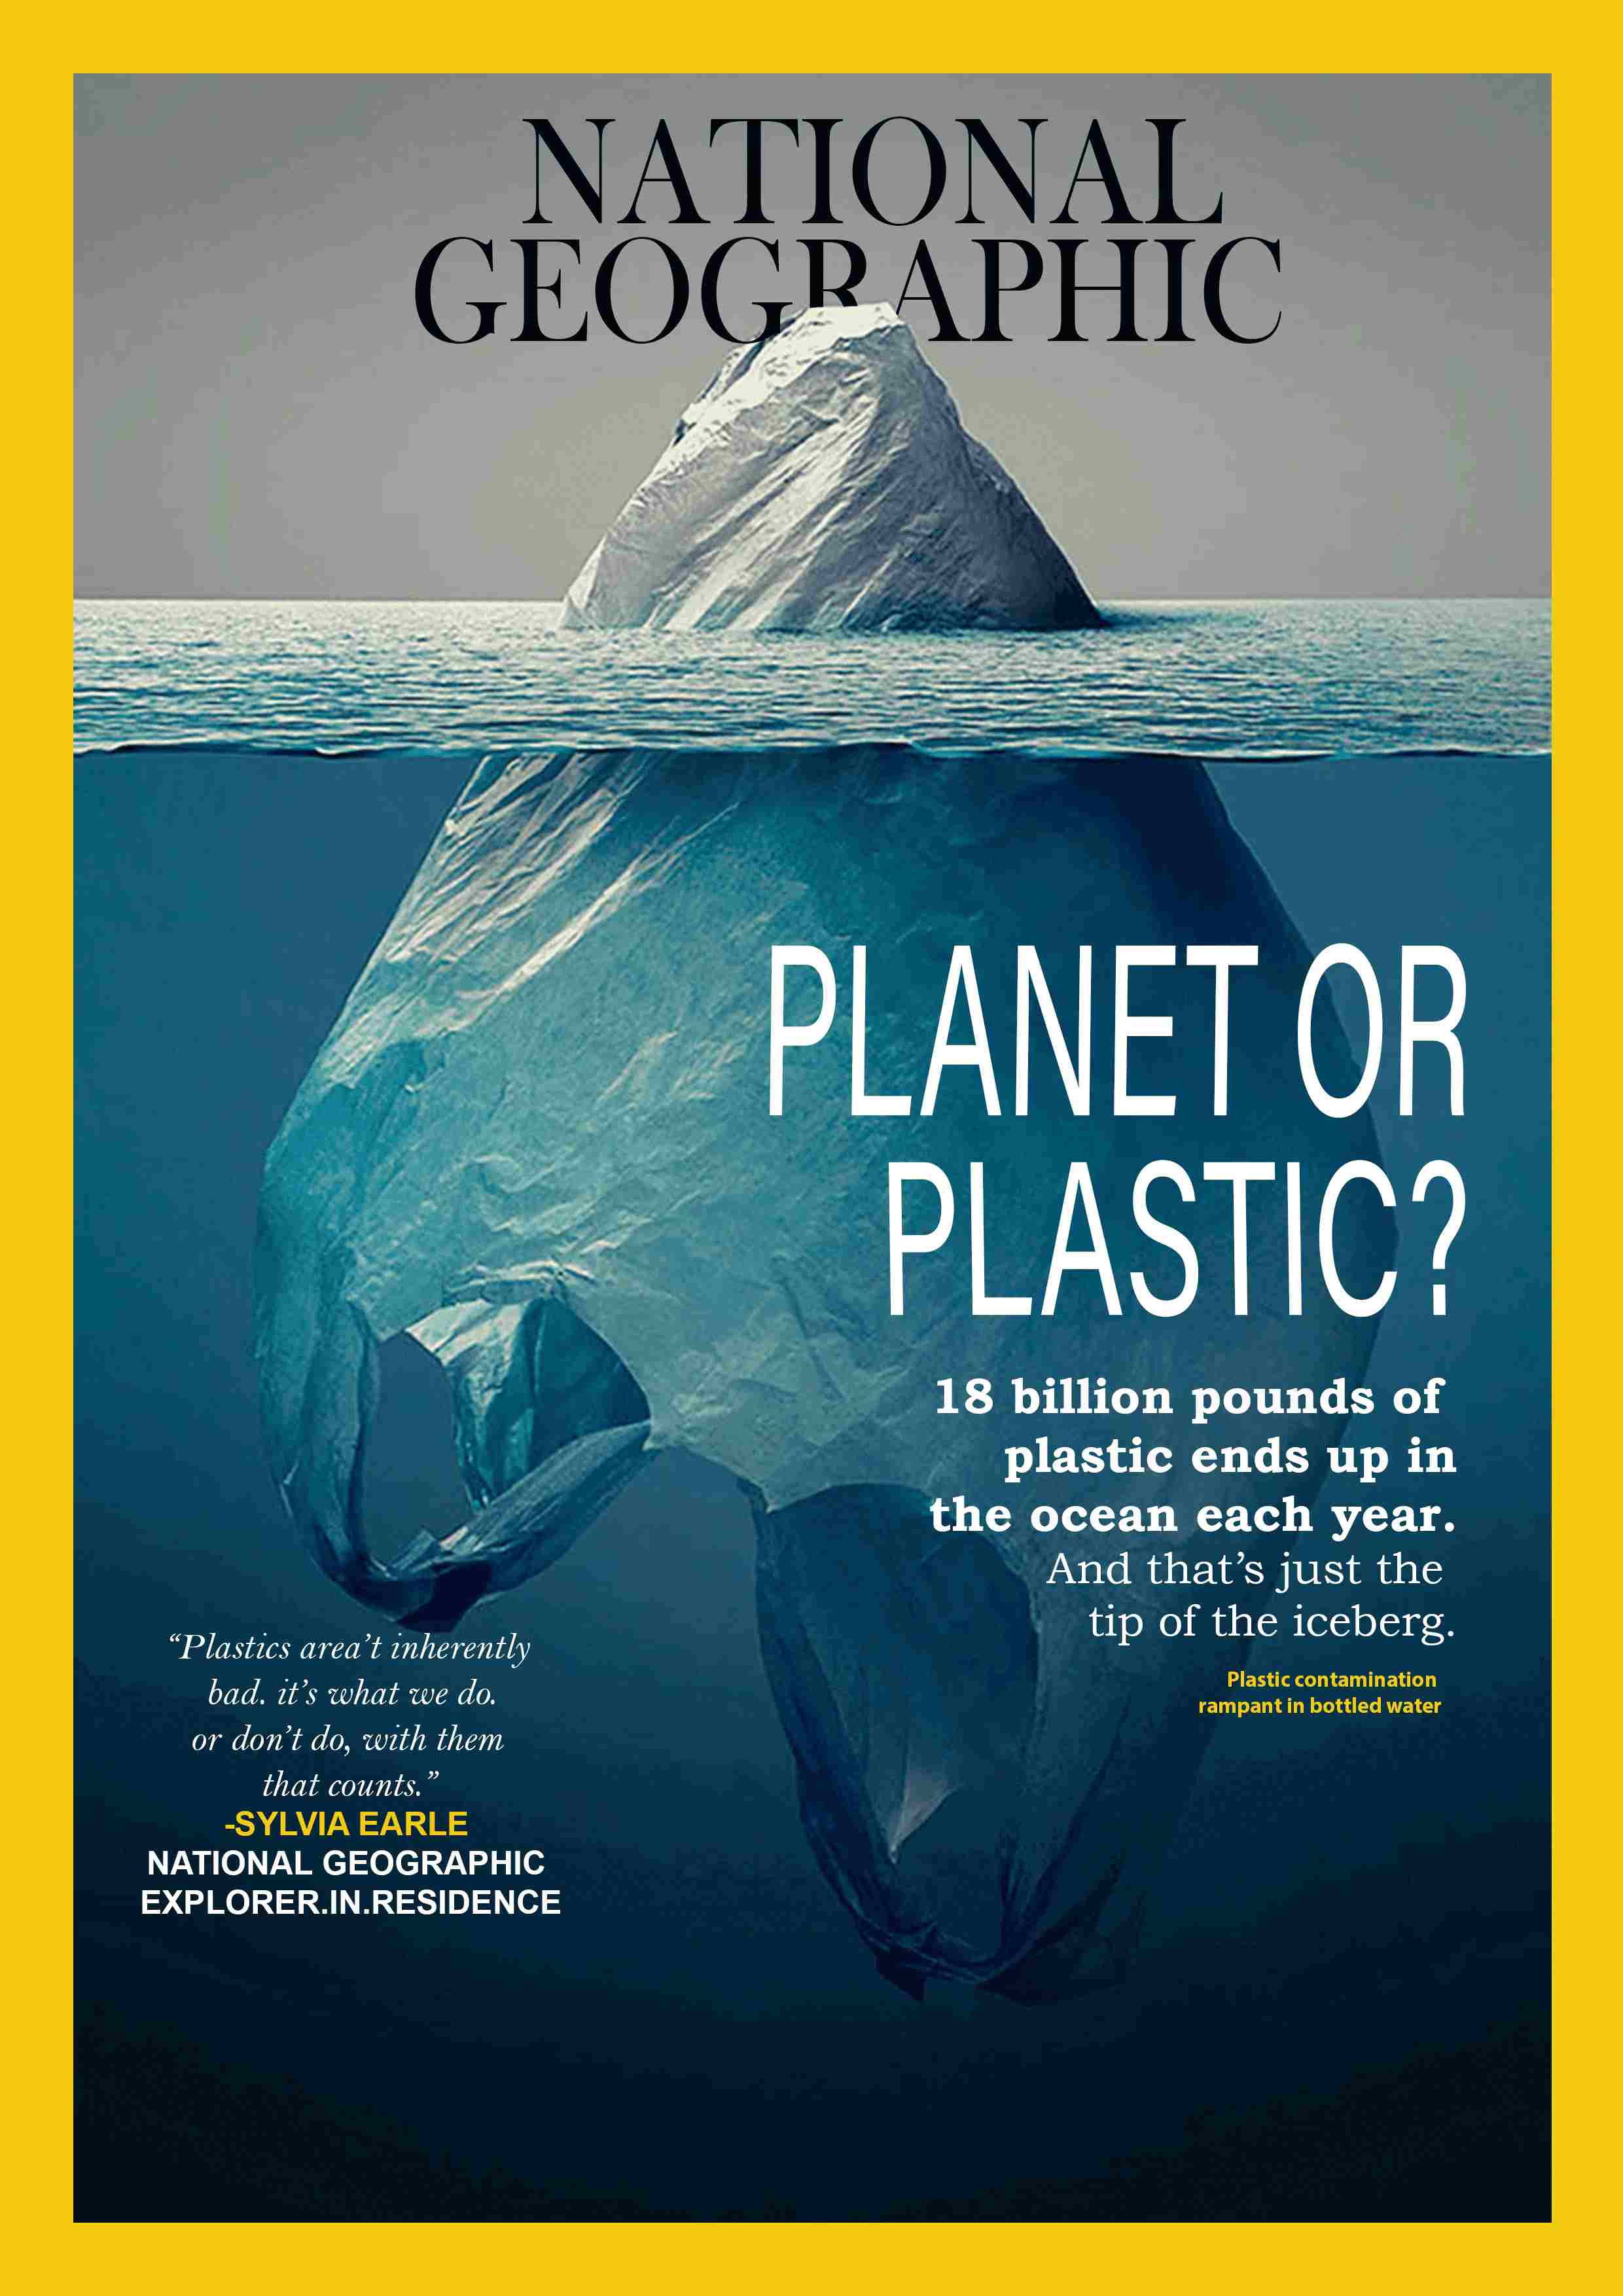 NATIONAL
GEOGRAPHIC
PLANET OR
PLASTIC?
18 billion pounds of
plastic ends up in
the ocean each year.
And that’s just the
tip of the iceberg.
Plastic contamination
rampant in bottled water
“Plastics area’t inherently
bad. it’s what we do.
or don’t do, with them
that counts.”
-SYLVIA EARLE
NATIONAL GEOGRAPHIC
EXPLORER.IN.RESIDENCE